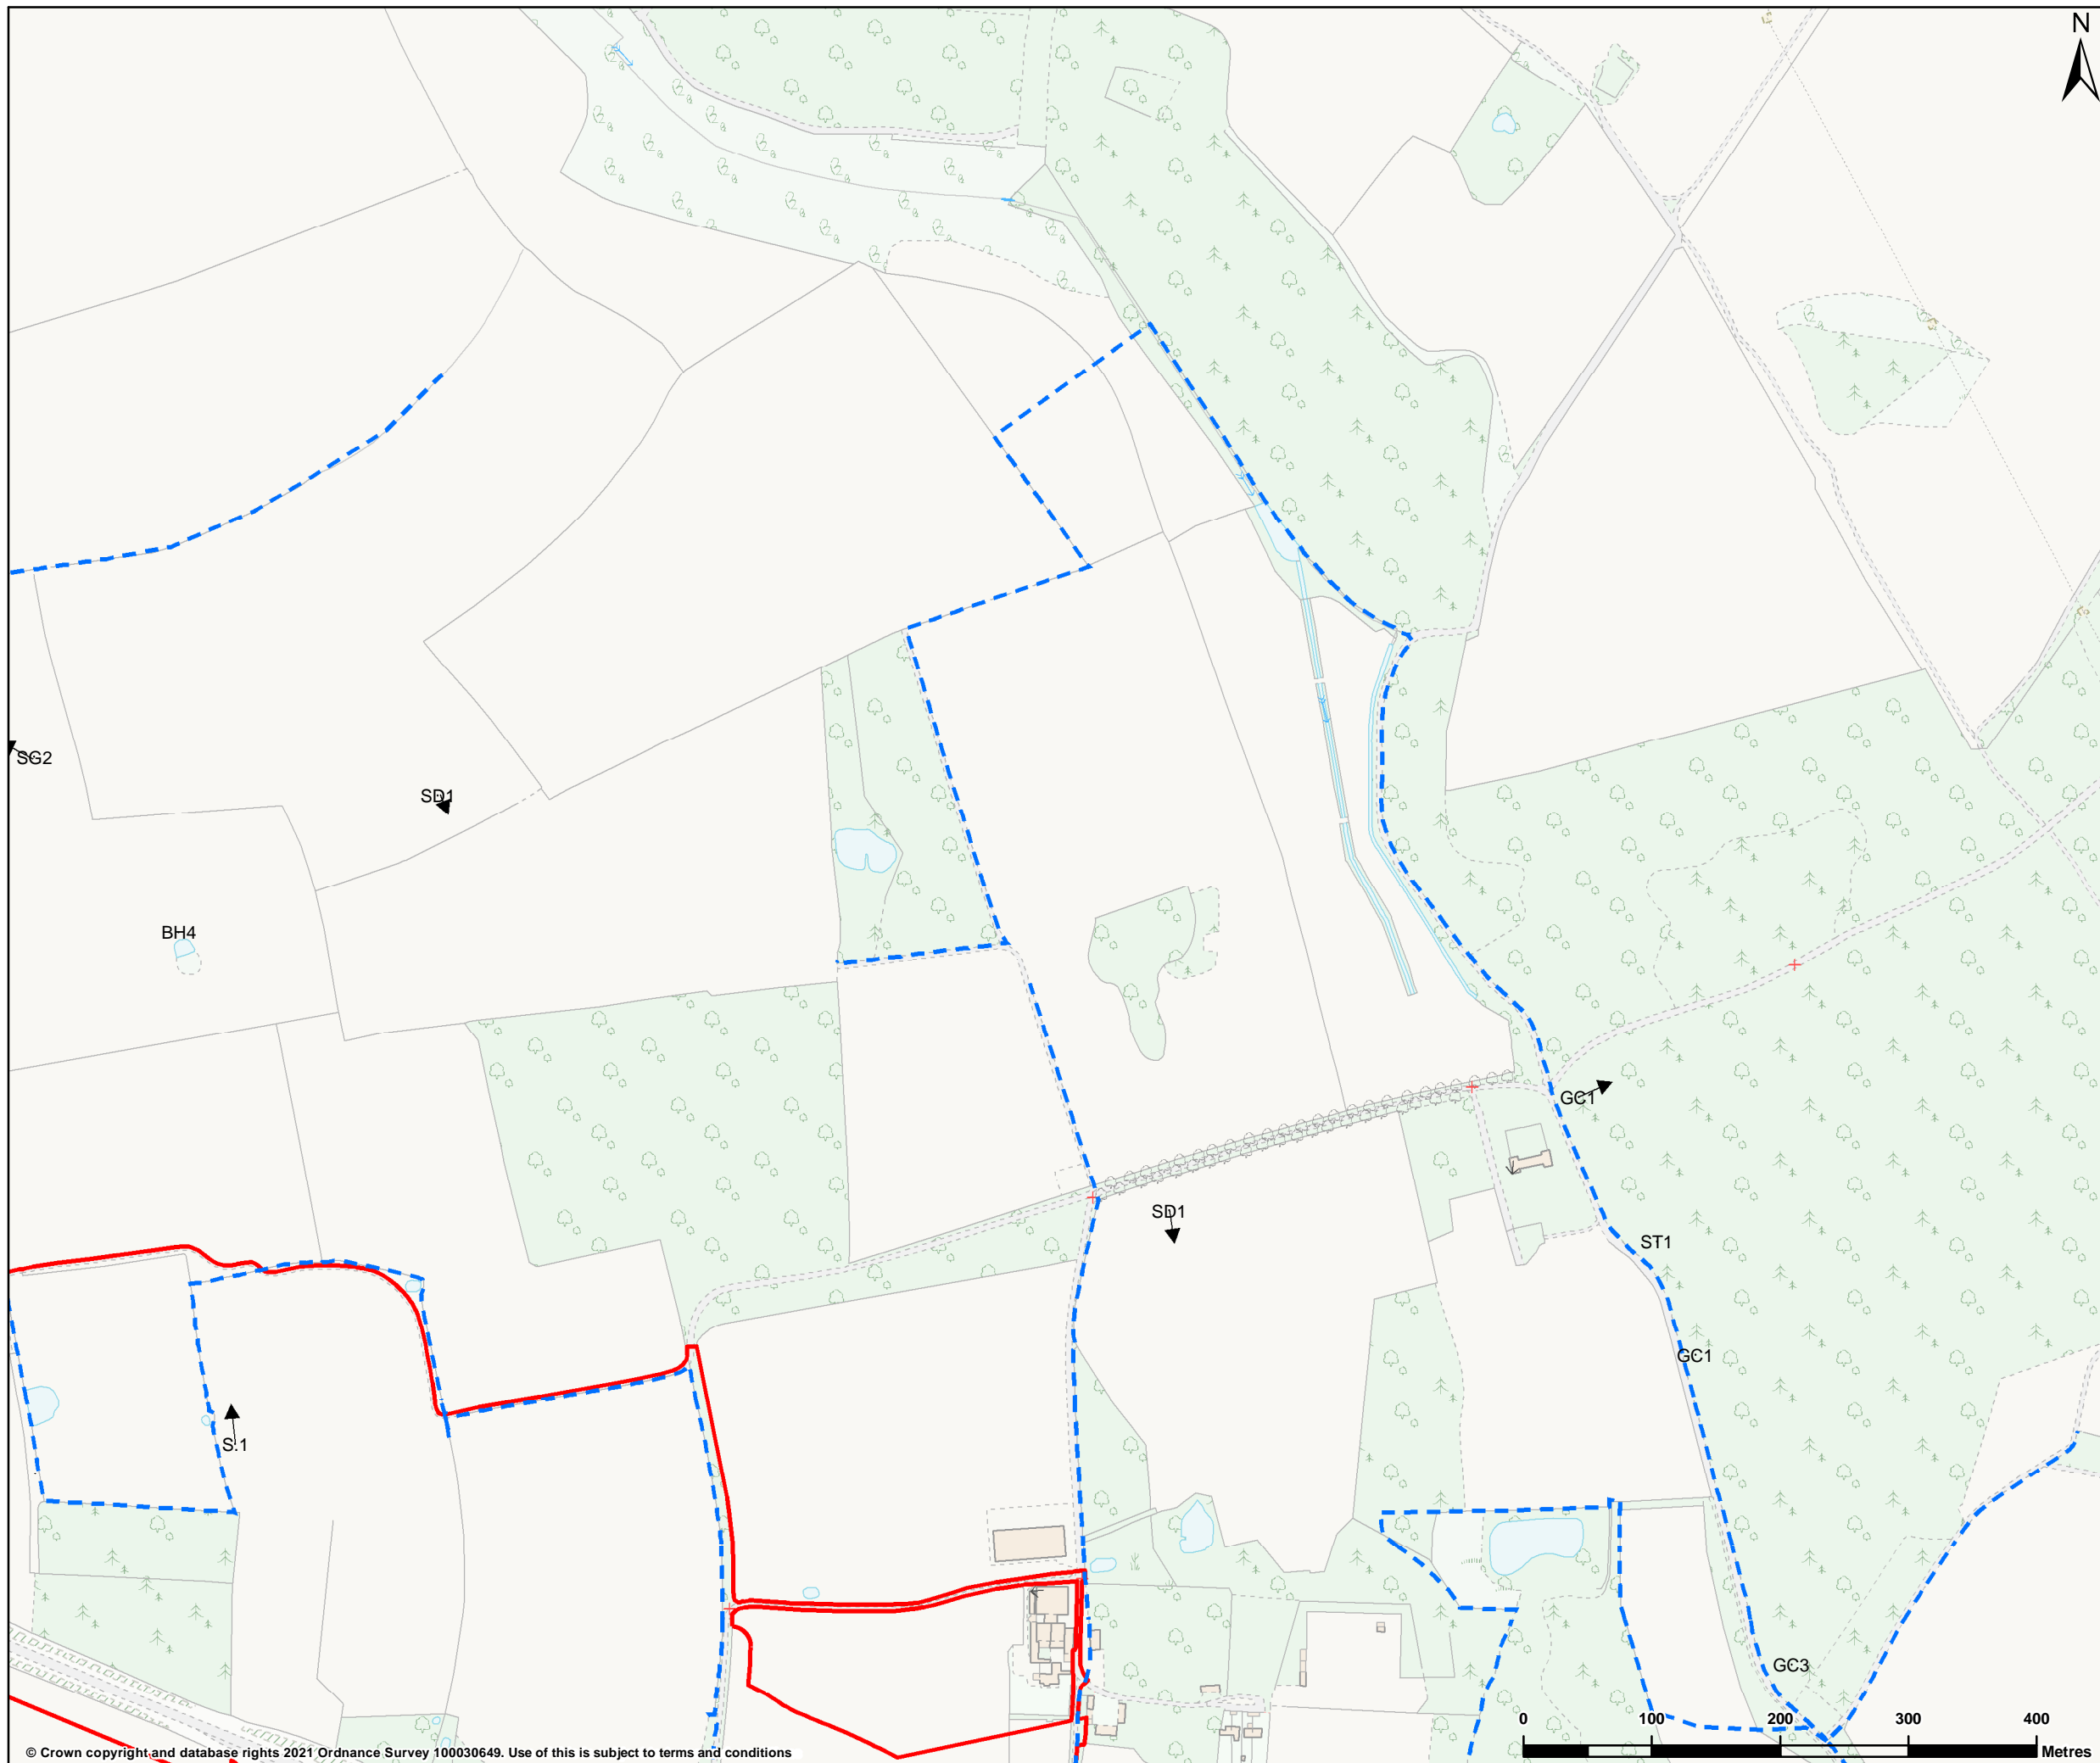 N
SG2
SD1
BH4
GC1
SD1
ST1
GC1
S.1
GC3
0 100 200 300 400
Metres
© Crown copyright and database rights 2021 Ordnance Survey 100030649. Use of this is subject to terms and conditions